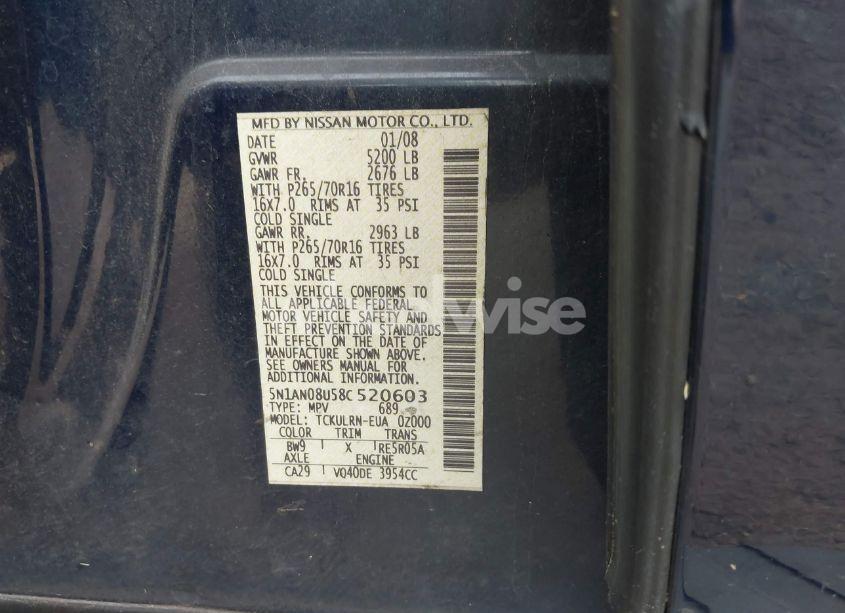 MFD BY NISSAN MOTOR CO., LTD.
DATE 01/08
GVWR 5200 LB
GAWR FR. 2676 LB
WITH P265/70R16 TIRES
16X7.0 RIMS AT 35 PSI
COLD SINGLE
GAWR RR. 2963 LB
WITH P265/70R16 TIRES
16X7.0 RIMS AT 35 PSI
COLD SINGLE
THIS VEHICLE CONFORMS TO
ALL APPLICABLE FEDERAL
MOTOR VEHICLE SAFETY AND
THEFT PREVENTION STANDARDS
IN EFFECT ON THE DATE OF
MANUFACTURE SHOWN ABOVE.
SEE OWNERS MANUAL FOR
ADDITIONAL INFORMATION.
5N1AN08U58C520603
TYPE: MPV 689
MODEL: TCKULRN-EUA 0Z000
COLOR TRIM TRANS
BW9 X RE5R05A
AXLE ENGINE
CA29 VQ40DE 3954CC